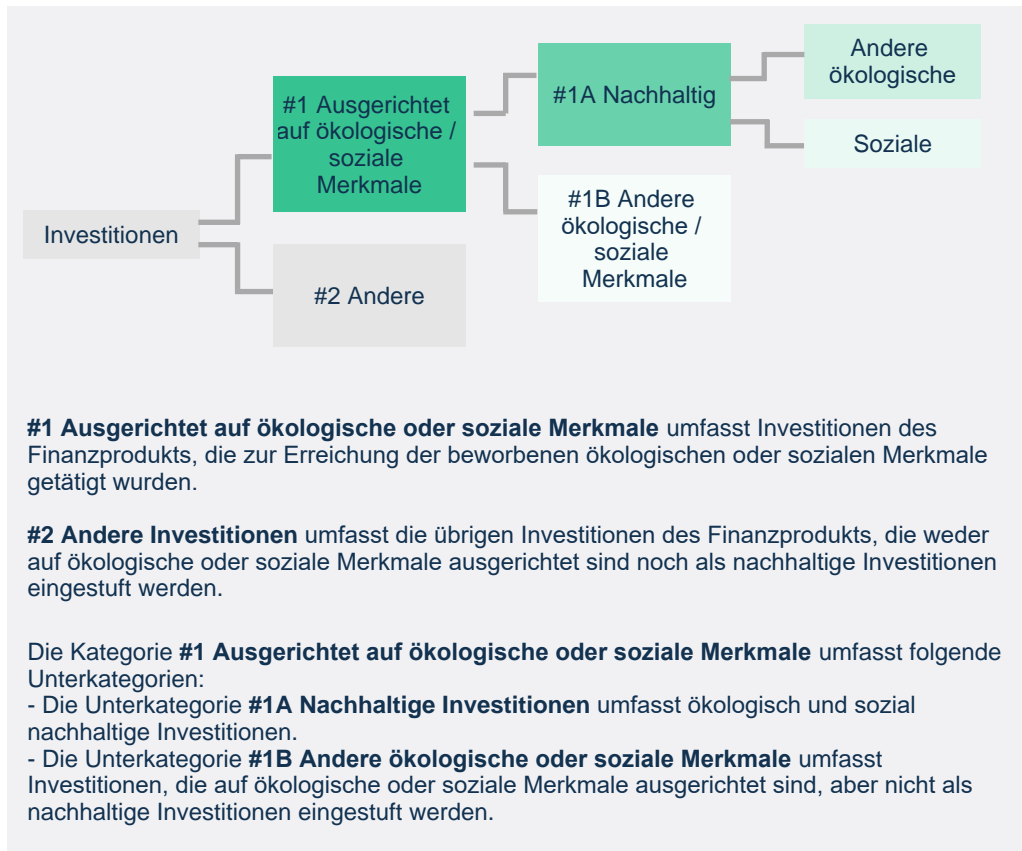 Andere
ökologische
#1A Nachhaltig
#1 Ausgerichtet
auf ökologische /
soziale
Merkmale
Soziale
#1B Andere
ökologische /
soziale
Merkmale
Investitionen
#2 Andere
#1 Ausgerichtet auf ökologische oder soziale Merkmale umfasst Investitionen des
Finanzprodukts, die zur Erreichung der beworbenen ökologischen oder sozialen Merkmale
getätigt wurden.
#2 Andere Investitionen umfasst die übrigen Investitionen des Finanzprodukts, die weder
auf ökologische oder soziale Merkmale ausgerichtet sind noch als nachhaltige Investitionen
eingestuft werden.
Die Kategorie #1 Ausgerichtet auf ökologische oder soziale Merkmale umfasst folgende
Unterkategorien:
- Die Unterkategorie #1A Nachhaltige Investitionen umfasst ökologisch und sozial
nachhaltige Investitionen.
- Die Unterkategorie #1B Andere ökologische oder soziale Merkmale umfasst
Investitionen, die auf ökologische oder soziale Merkmale ausgerichtet sind, aber nicht als
nachhaltige Investitionen eingestuft werden.